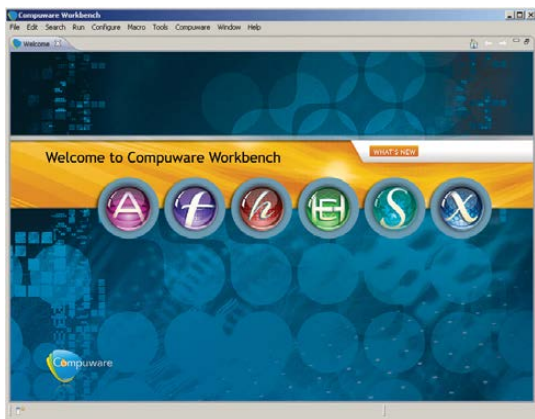 Compuware Workbench
File Edit Search Run Configure Macro Tools Compuware Window Help
Welcome
Welcome to Compuware Workbench
WHAT'S NEW
A f h EH S X
Compuware